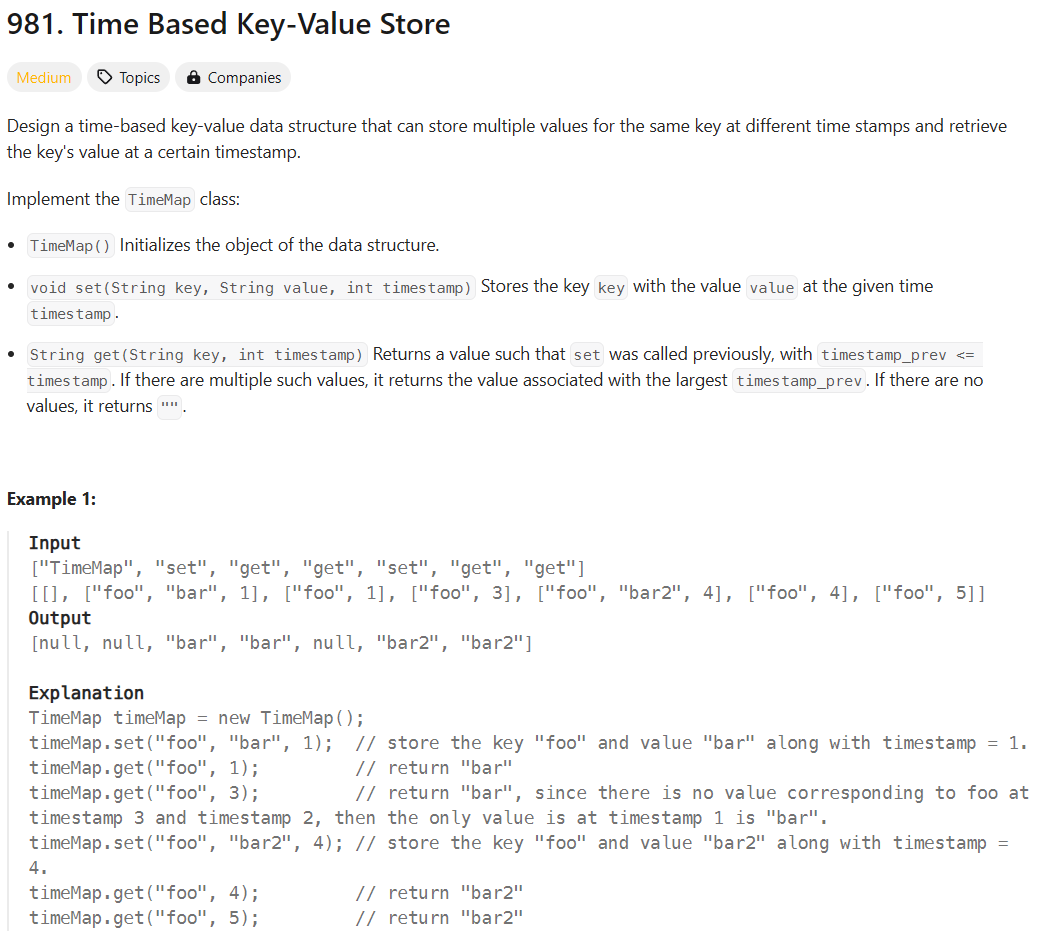 981. Time Based Key-Value Store
Medium Topics Companies
Design a time-based key-value data structure that can store multiple values for the same key at different time stamps and retrieve
the key's value at a certain timestamp.
Implement the TimeMap class:
• TimeMap() Initializes the object of the data structure.
• void set(String key, String value, int timestamp) Stores the key key with the value value at the given time
timestamp.
• String get(String key, int timestamp) Returns a value such that set was called previously, with timestamp_prev <=
timestamp. If there are multiple such values, it returns the value associated with the largest timestamp_prev. If there are no
values, it returns "".
Example 1:
Input
["TimeMap", "set", "get", "get", "set", "get", "get"]
[[], ["foo", "bar", 1], ["foo", 1], ["foo", 3], ["foo", "bar2", 4], ["foo", 4], ["foo", 5]]
Output
[null, null, "bar", "bar", null, "bar2", "bar2"]
Explanation
TimeMap timeMap = new TimeMap();
timeMap.set("foo", "bar", 1);  // store the key "foo" and value "bar" along with timestamp = 1.
timeMap.get("foo", 1);         // return "bar"
timeMap.get("foo", 3);         // return "bar", since there is no value corresponding to foo at
timestamp 3 and timestamp 2, then the only value is at timestamp 1 is "bar".
timeMap.set("foo", "bar2", 4); // store the key "foo" and value "bar2" along with timestamp =
4.
timeMap.get("foo", 4);         // return "bar2"
timeMap.get("foo", 5);         // return "bar2"